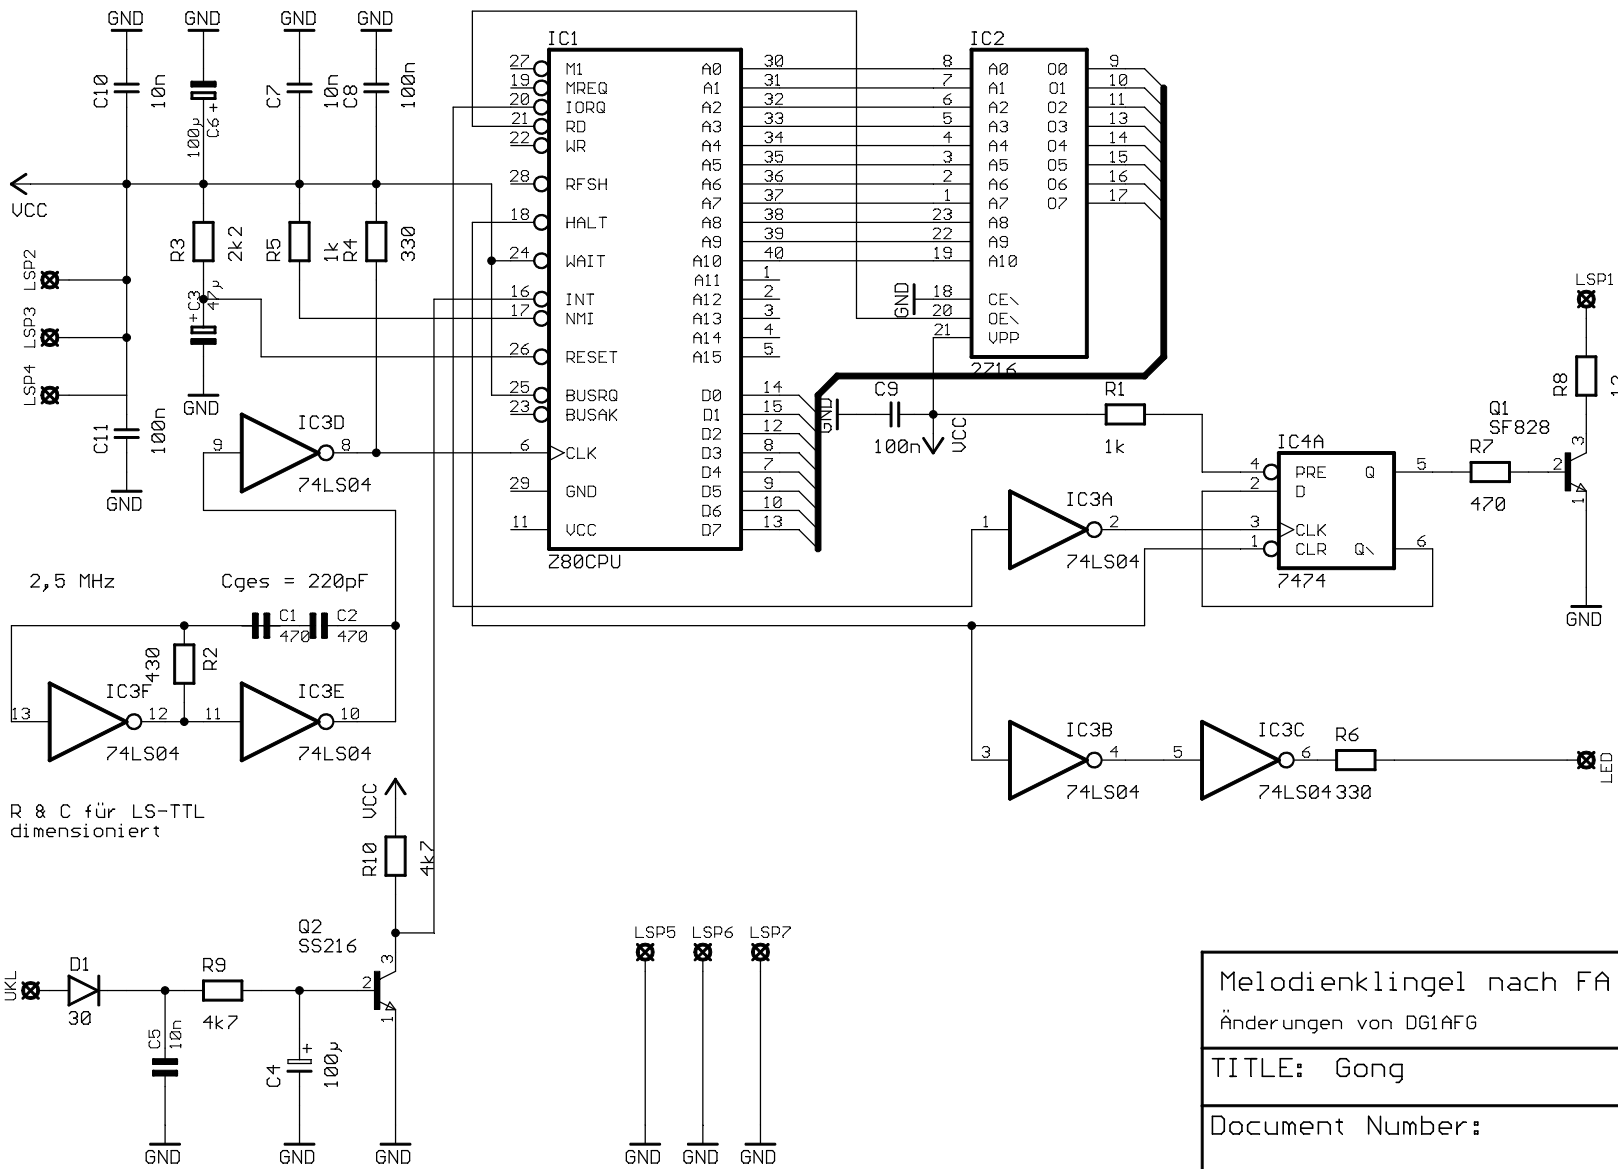 GND GND GND GND
C10 10n
100µ C6 +
C7 10n
C8 100n
VCC
R3 2k2
R5 1k
R4 330
LSP2
LSP3
LSP4
+C3 47µ
GND
C11 100n
GND
IC3D
9 8
74LS04
2,5 MHz
Cges = 220pF
C1 470
C2 470
430 R2
IC3F
13 12
74LS04
IC3E
11 10
74LS04
R & C für LS-TTL
dimensioniert
VCC
R10 4k7
Q2
SS216
3
2
1
UKL
D1
30
R9
4k7
C5 10n
C4 + 100µ
GND GND GND
IC1
27 M1 A0 30
19 MREQ A1 31
20 IORQ A2 32
21 RD A3 33
22 WR A4 34
A5 35
28 RFSH A6 36
A7 37
18 HALT A8 38
A9 39
24 WAIT A10 40
A11 1
16 INT A12 2
17 NMI A13 3
A14 4
26 RESET A15 5
25 BUSRQ D0 14
23 BUSAK D1 15
D2 12
6 CLK D3 8
D4 7
29 GND D5 9
D6 10
11 VCC D7 13
Z80CPU
IC2
8 A0 O0 9
7 A1 O1 10
6 A2 O2 11
5 A3 O3 13
4 A4 O4 14
3 A5 O5 15
2 A6 O6 16
1 A7 O7 17
23 A8
22 A9
19 A10
GND 18 CE\
20 OE\
21 VPP
2716
GND
C9
100n
VCC
R1
1k
IC3A
1 2
74LS04
IC4A
4 PRE Q 5
2 D
3 CLK
1 CLR Q\ 6
7474
R7
470
Q1
SF828
3
2
1
LSP1
R8
GND
IC3B
3 4
74LS04
IC3C
5 6
74LS04
R6
330
LED
LSP5 LSP6 LSP7
GND GND GND
Melodienklingel nach FA
Änderungen von DG1AFG
TITLE: Gong
Document Number: